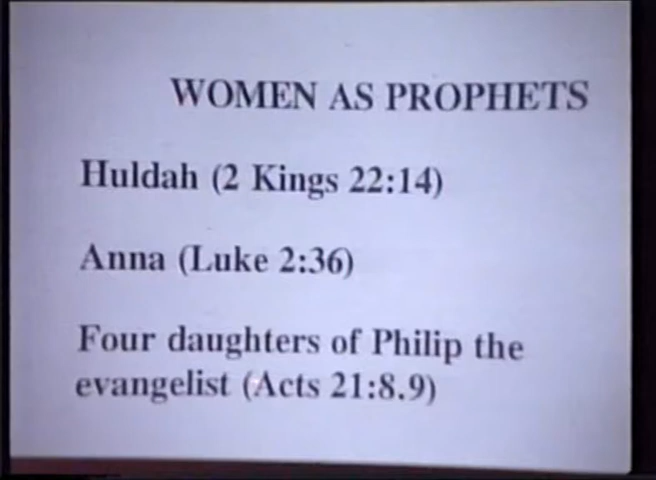 WOMEN AS PROPHETS
Huldah (2 Kings 22:14)
Anna (Luke 2:36)
Four daughters of Philip the
evangelist (Acts 21:8.9)